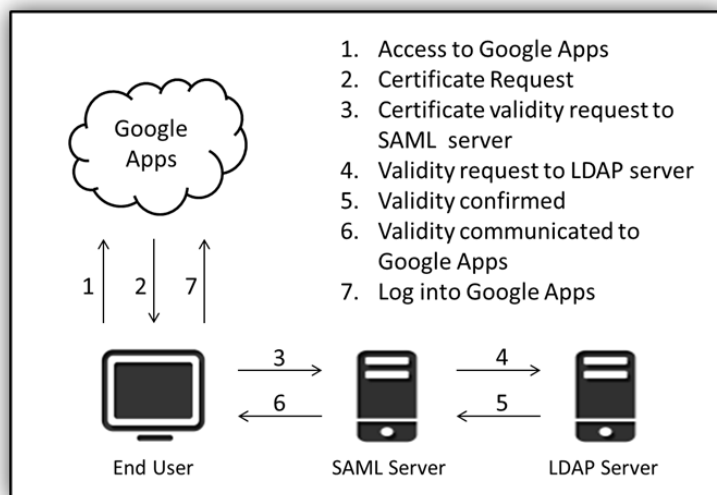 1. Access to Google Apps
2. Certificate Request
3. Certificate validity request to
SAML server
4. Validity request to LDAP server
5. Validity confirmed
6. Validity communicated to
Google Apps
7. Log into Google Apps
Google
Apps
1
2
7
3
6
4
5
End User
SAML Server
LDAP Server